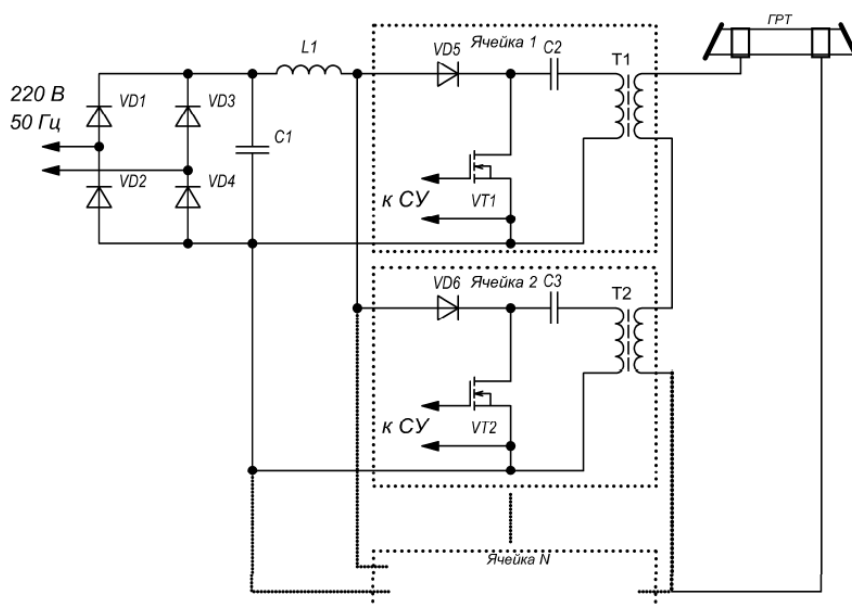 ГРТ
L1
Ячейка 1
VD5
C2
T1
220 В
50 Гц
VD1
VD3
C1
VD2
VD4
к СУ
VT1
VD6
Ячейка 2
C3
T2
к СУ
VT2
Ячейка N